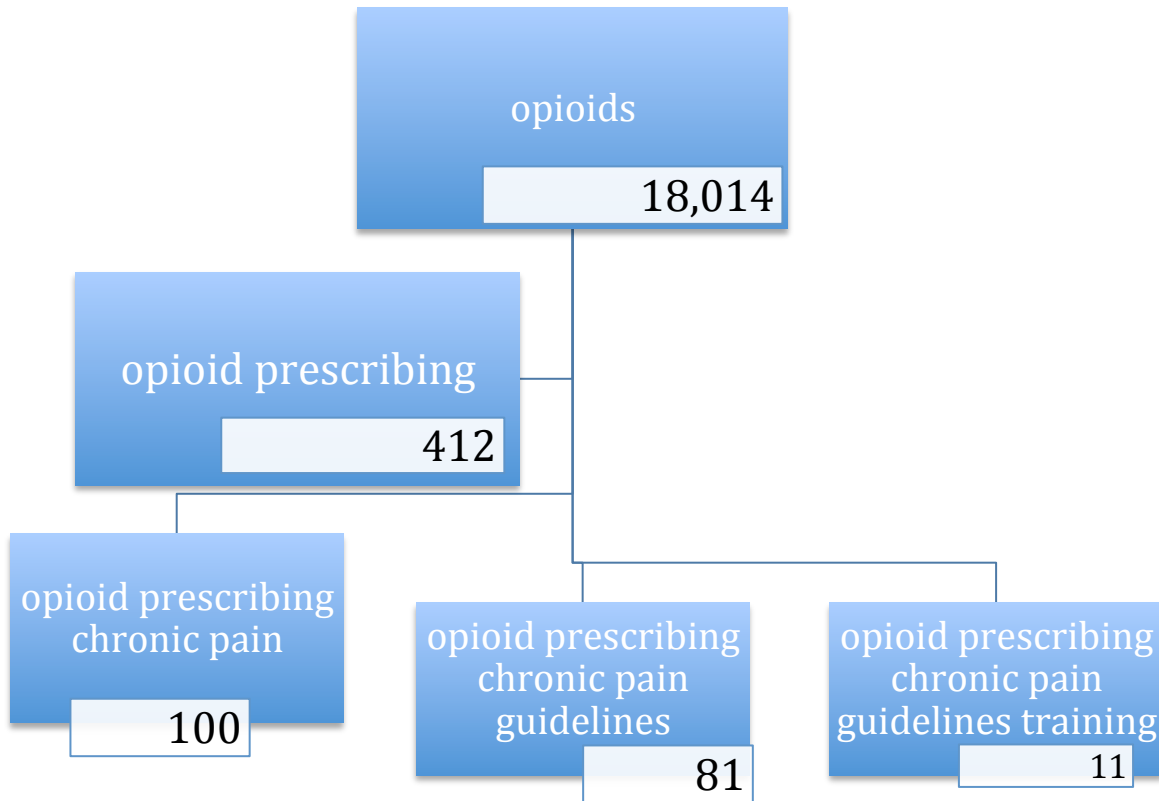 opioids
18,014
opioid prescribing
412
opioid prescribing
chronic pain
100
opioid prescribing
chronic pain
guidelines
81
opioid prescribing
chronic pain
guidelines training
11